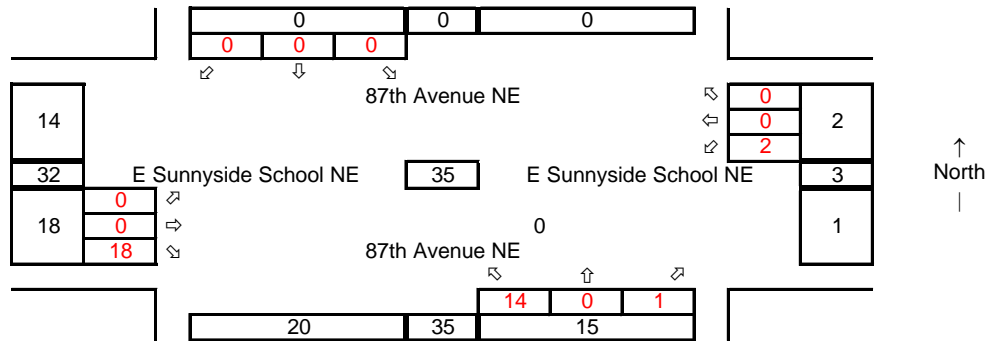 0 0 0
0 0 0
87th Avenue NE
0
14 0 2
2
32 E Sunnyside School NE 35 E Sunnyside School NE 3
↑
North
|
0
18 0 0 1
18 87th Avenue NE
14 0 1
20 35 15